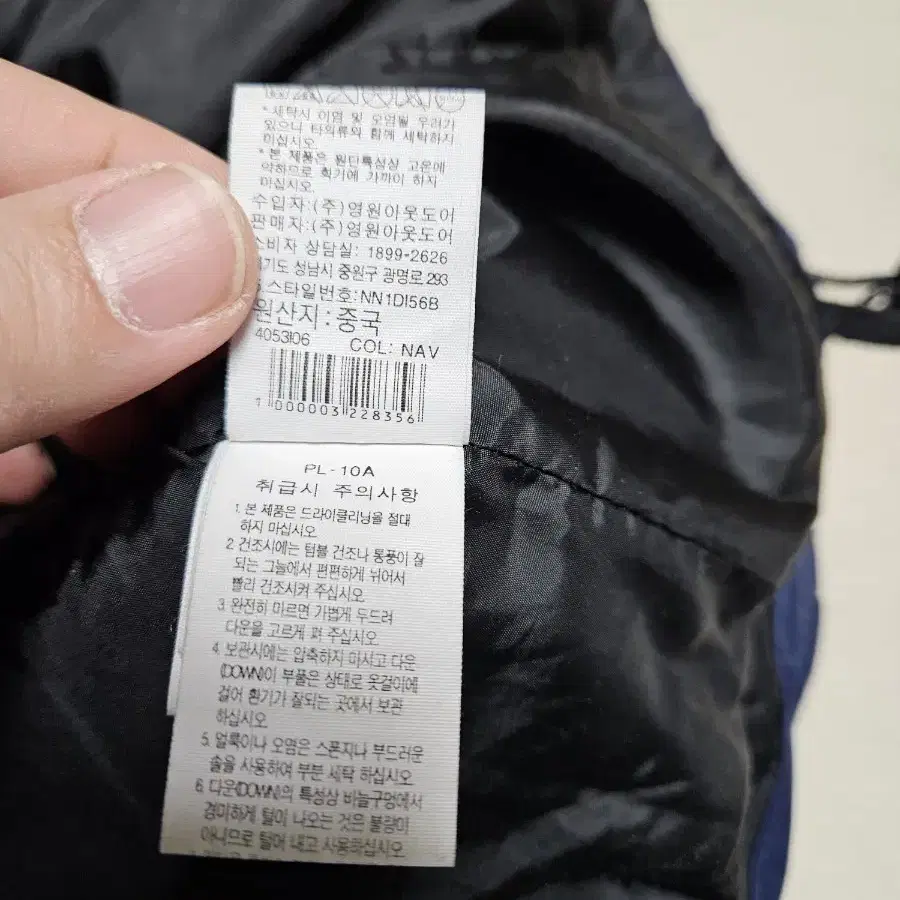 *세탁시 이염 및 오염될 우려가
있으니 타의류와 함께 세탁하지
마십시오.
*본 제품은 원단특성상 고온에
약하므로 화기에 가까이 하지
마십시오.
수입자:(주)영원아웃도어
판매자:(주)영원아웃도어
소비자 상담실: 1899-2626
경기도 성남시 중원구 광명로 293
스타일번호:NN1DI56B
원산지:중국
4053106 COL: NAV
1 000003 228356
PL-10A
취급시 주의사항
1. 본 제품은 드라이클리닝을 절대
하지 마십시오
2. 건조시에는 텀블 건조나 통풍이 잘
되는 그늘에서 편편하게 뉘어서
빨리 건조시켜 주십시오.
3. 완전히 마르면 가볍게 두드려
다운을 고르게 펴 주십시오.
4. 보관시에는 압축하지 마시고 다운
(DOWN)이 부풀은 상태로 옷걸이에
걸어 환기가 잘되는 곳에서 보관
하십시오
5. 얼룩이나 오염은 스폰지나 부드러운
솔을 사용하여 부분 세탁 하십시오
6. 다운(DOWN)의 특성상 바늘구멍에서
경미하게 털이 나오는 것은 불량이
아니므로 털어 내고 사용하십시오